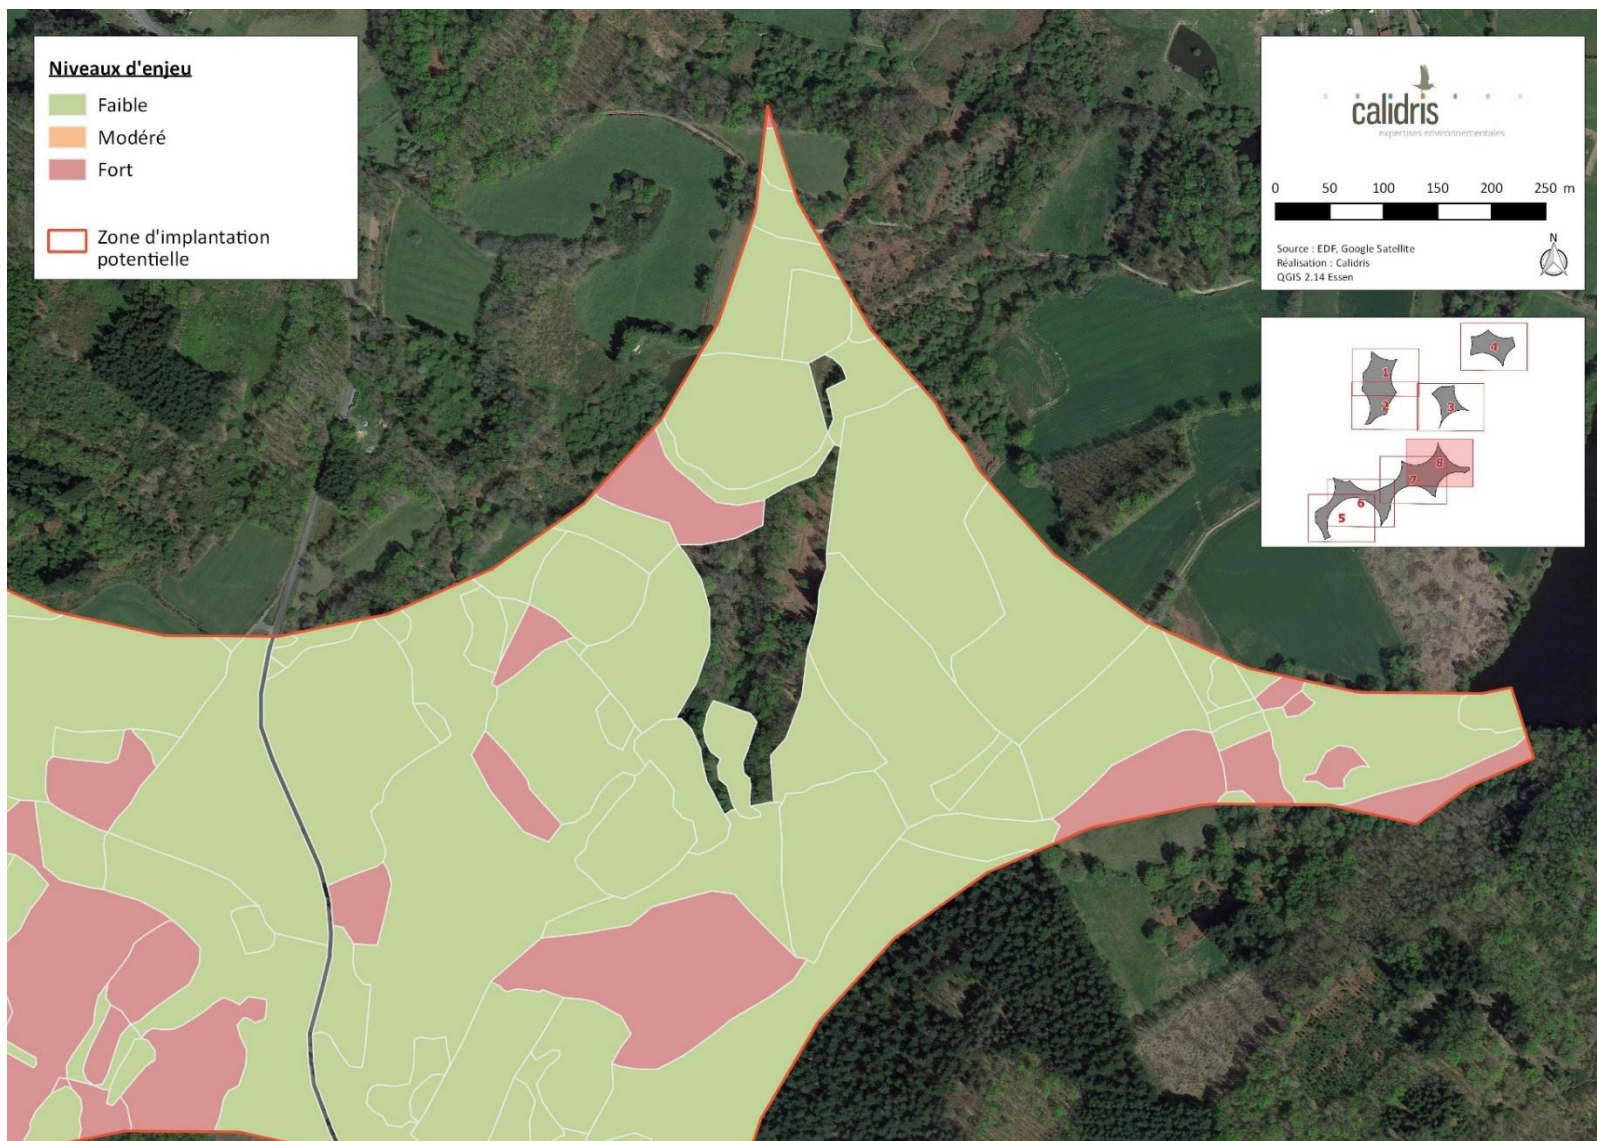 Niveaux d'enjeu
Faible
Modéré
Fort
Zone d'implantation
potentielle
calidris
expertises environnementales
0 50 100 150 200 250 m
Source : EDF, Google Satellite
Réalisation : Calidris
QGIS 2.14 Essen
N
4
1
2
3
8
7
6
5